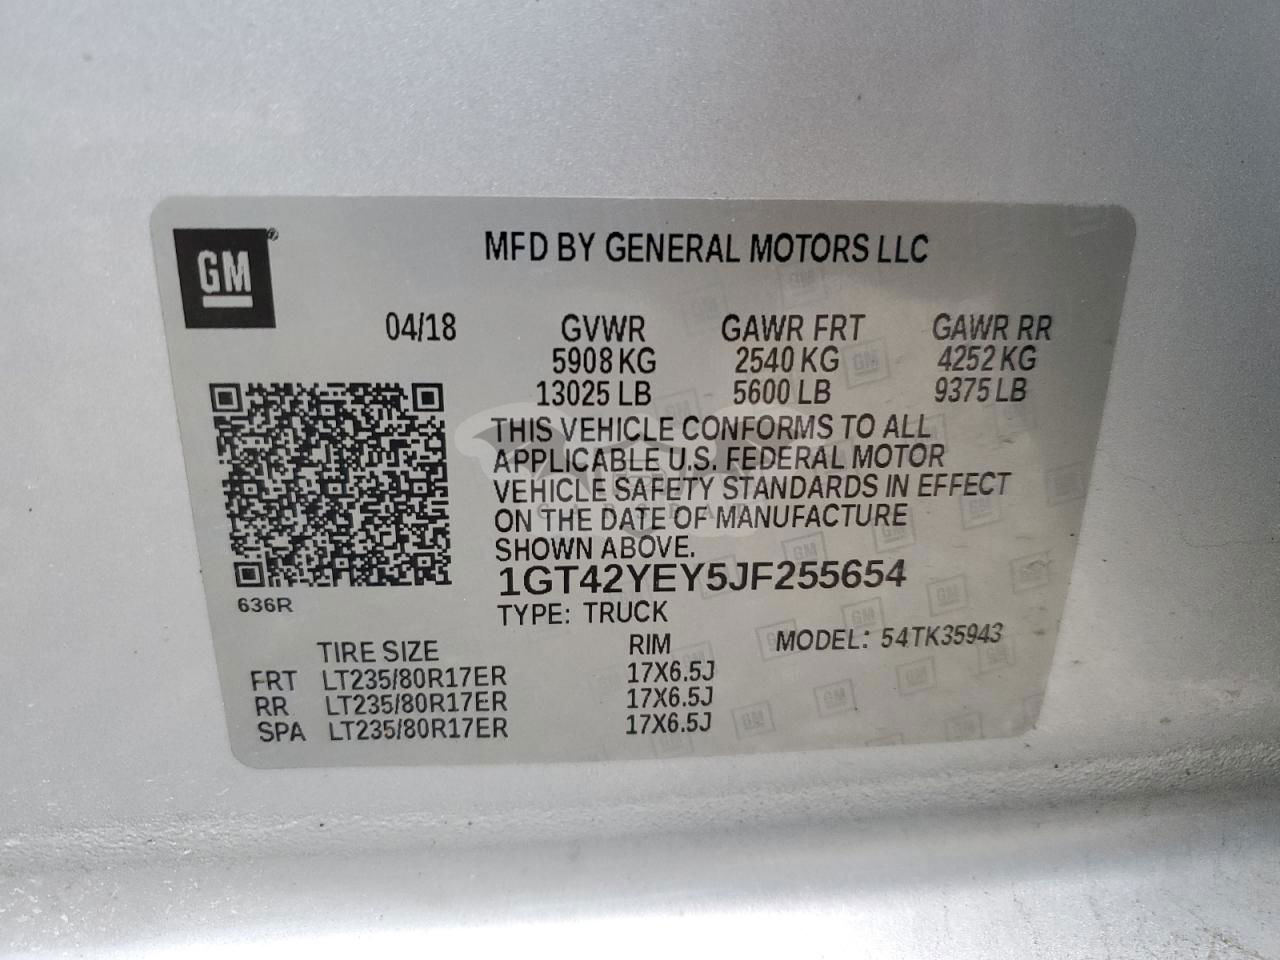 GM
MFD BY GENERAL MOTORS LLC
04/18 GVWR GAWR FRT GAWR RR
5908 KG 2540 KG 4252 KG
13025 LB 5600 LB 9375 LB
THIS VEHICLE CONFORMS TO ALL
APPLICABLE U.S. FEDERAL MOTOR
VEHICLE SAFETY STANDARDS IN EFFECT
ON THE DATE OF MANUFACTURE
SHOWN ABOVE.
1GT42YEY5JF255654
636R
TYPE: TRUCK
TIRE SIZE RIM MODEL: 54TK35943
FRT LT235/80R17ER 17X6.5J
RR LT235/80R17ER 17X6.5J
SPA LT235/80R17ER 17X6.5J